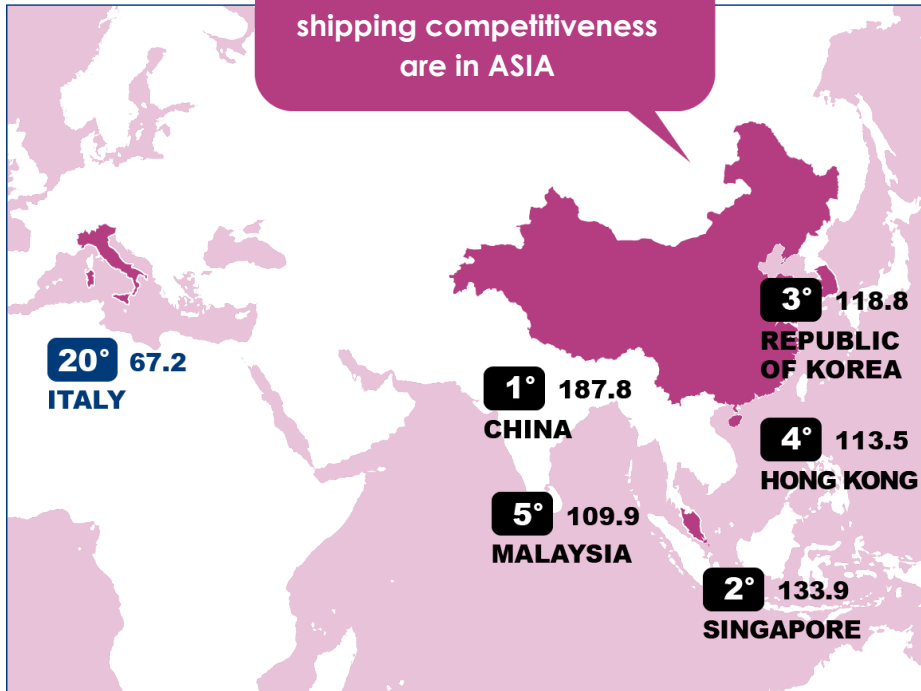 shipping competitiveness
are in ASIA
3° 118.8
REPUBLIC
OF KOREA
20° 67.2
ITALY
1° 187.8
CHINA
4° 113.5
HONG KONG
5° 109.9
MALAYSIA
2° 133.9
SINGAPORE